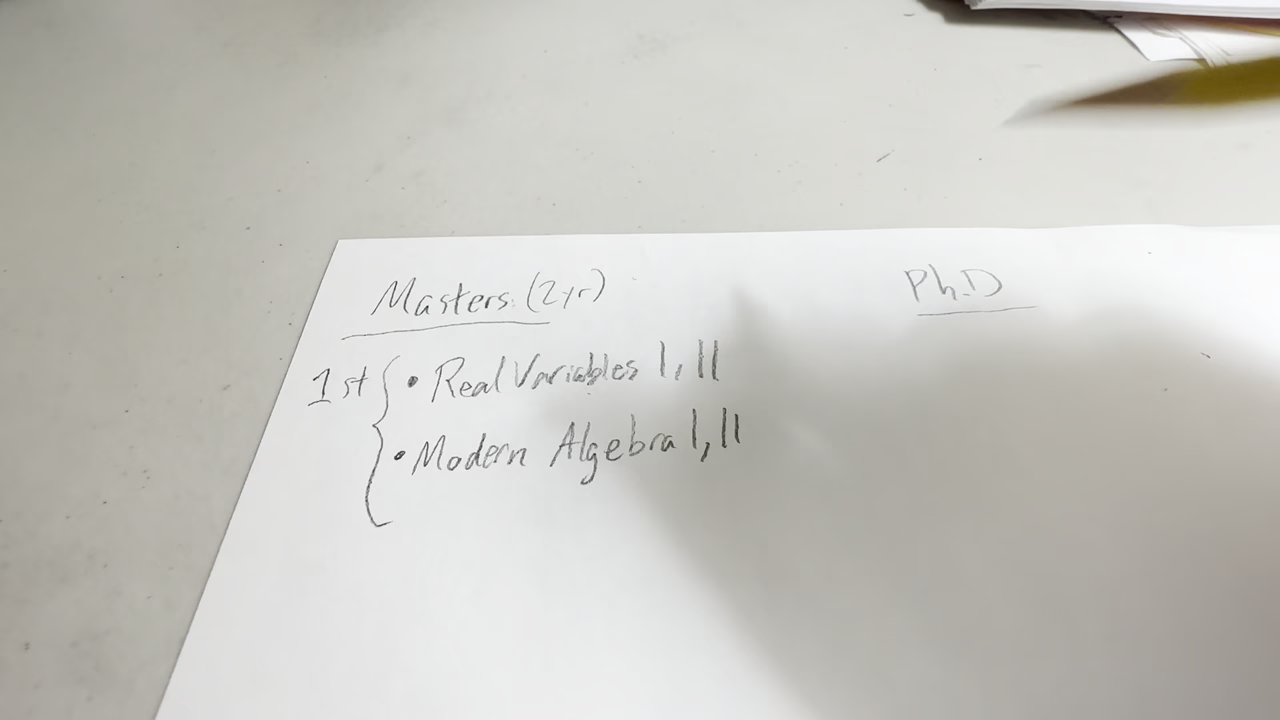 Masters (2yr)
Ph.D
1st { • Real Variables I, II
• Modern Algebra I, II